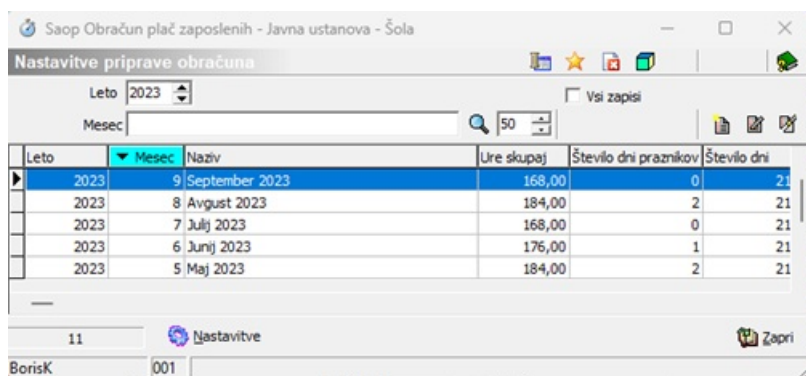 Saop Obračun plač zaposlenih - Javna ustanova - Šola
Nastavitve priprave obračuna
Leto 2023
Vsi zapisi
Mesec 50
Leto Mesec Naziv Ure skupaj Število dni praznikov Število dni
2023 9 September 2023 168,00 0 21
2023 8 Avgust 2023 184,00 2 21
2023 7 Julij 2023 168,00 0 21
2023 6 Junij 2023 176,00 1 21
2023 5 Maj 2023 184,00 2 21
11 Nastavitve Zapri
BorisK 001